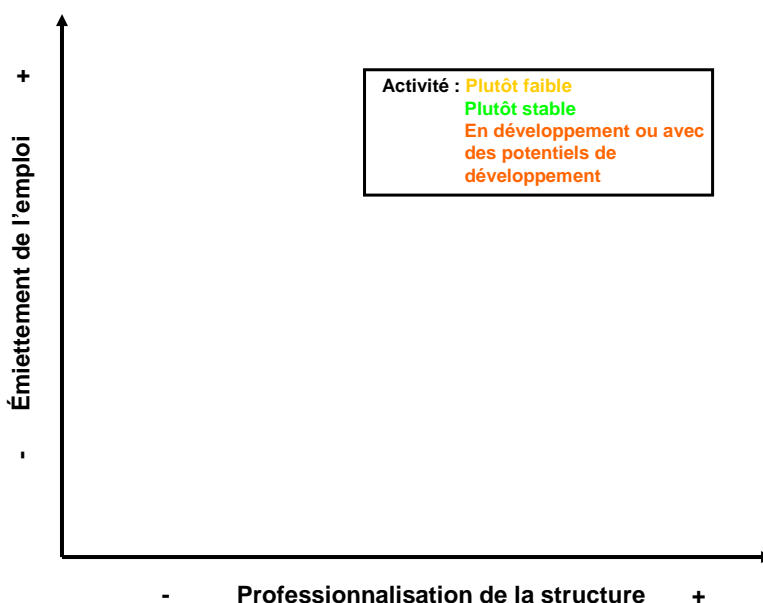 +
Émiettement de l'emploi
-
Activité : Plutôt faible
Plutôt stable
En développement ou avec
des potentiels de
développement
- Professionnalisation de la structure +